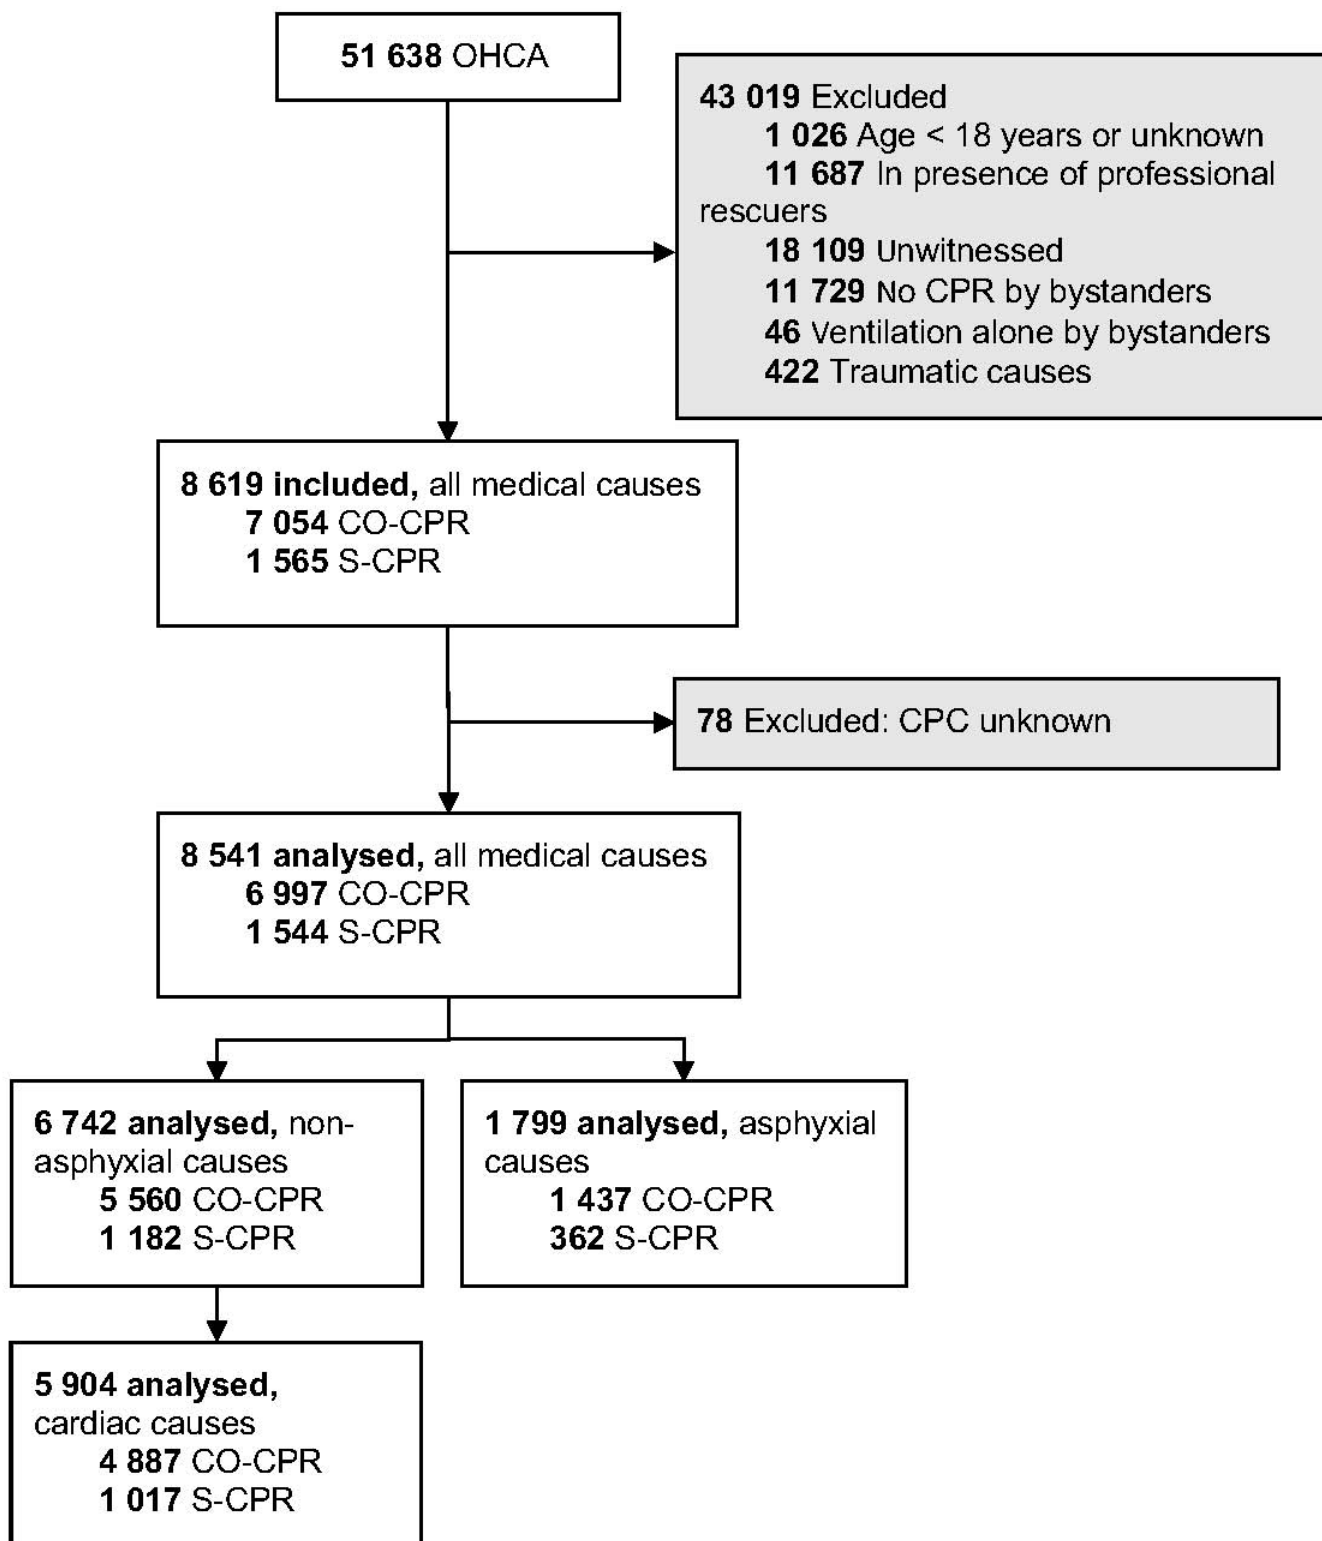 51 638 OHCA
43 019 Excluded
1 026 Age < 18 years or unknown
11 687 In presence of professional
rescuers
18 109 Unwitnessed
11 729 No CPR by bystanders
46 Ventilation alone by bystanders
422 Traumatic causes
8 619 included, all medical causes
7 054 CO-CPR
1 565 S-CPR
78 Excluded: CPC unknown
8 541 analysed, all medical causes
6 997 CO-CPR
1 544 S-CPR
6 742 analysed, non-
asphyxial causes
5 560 CO-CPR
1 182 S-CPR
1 799 analysed, asphyxial
causes
1 437 CO-CPR
362 S-CPR
5 904 analysed,
cardiac causes
4 887 CO-CPR
1 017 S-CPR